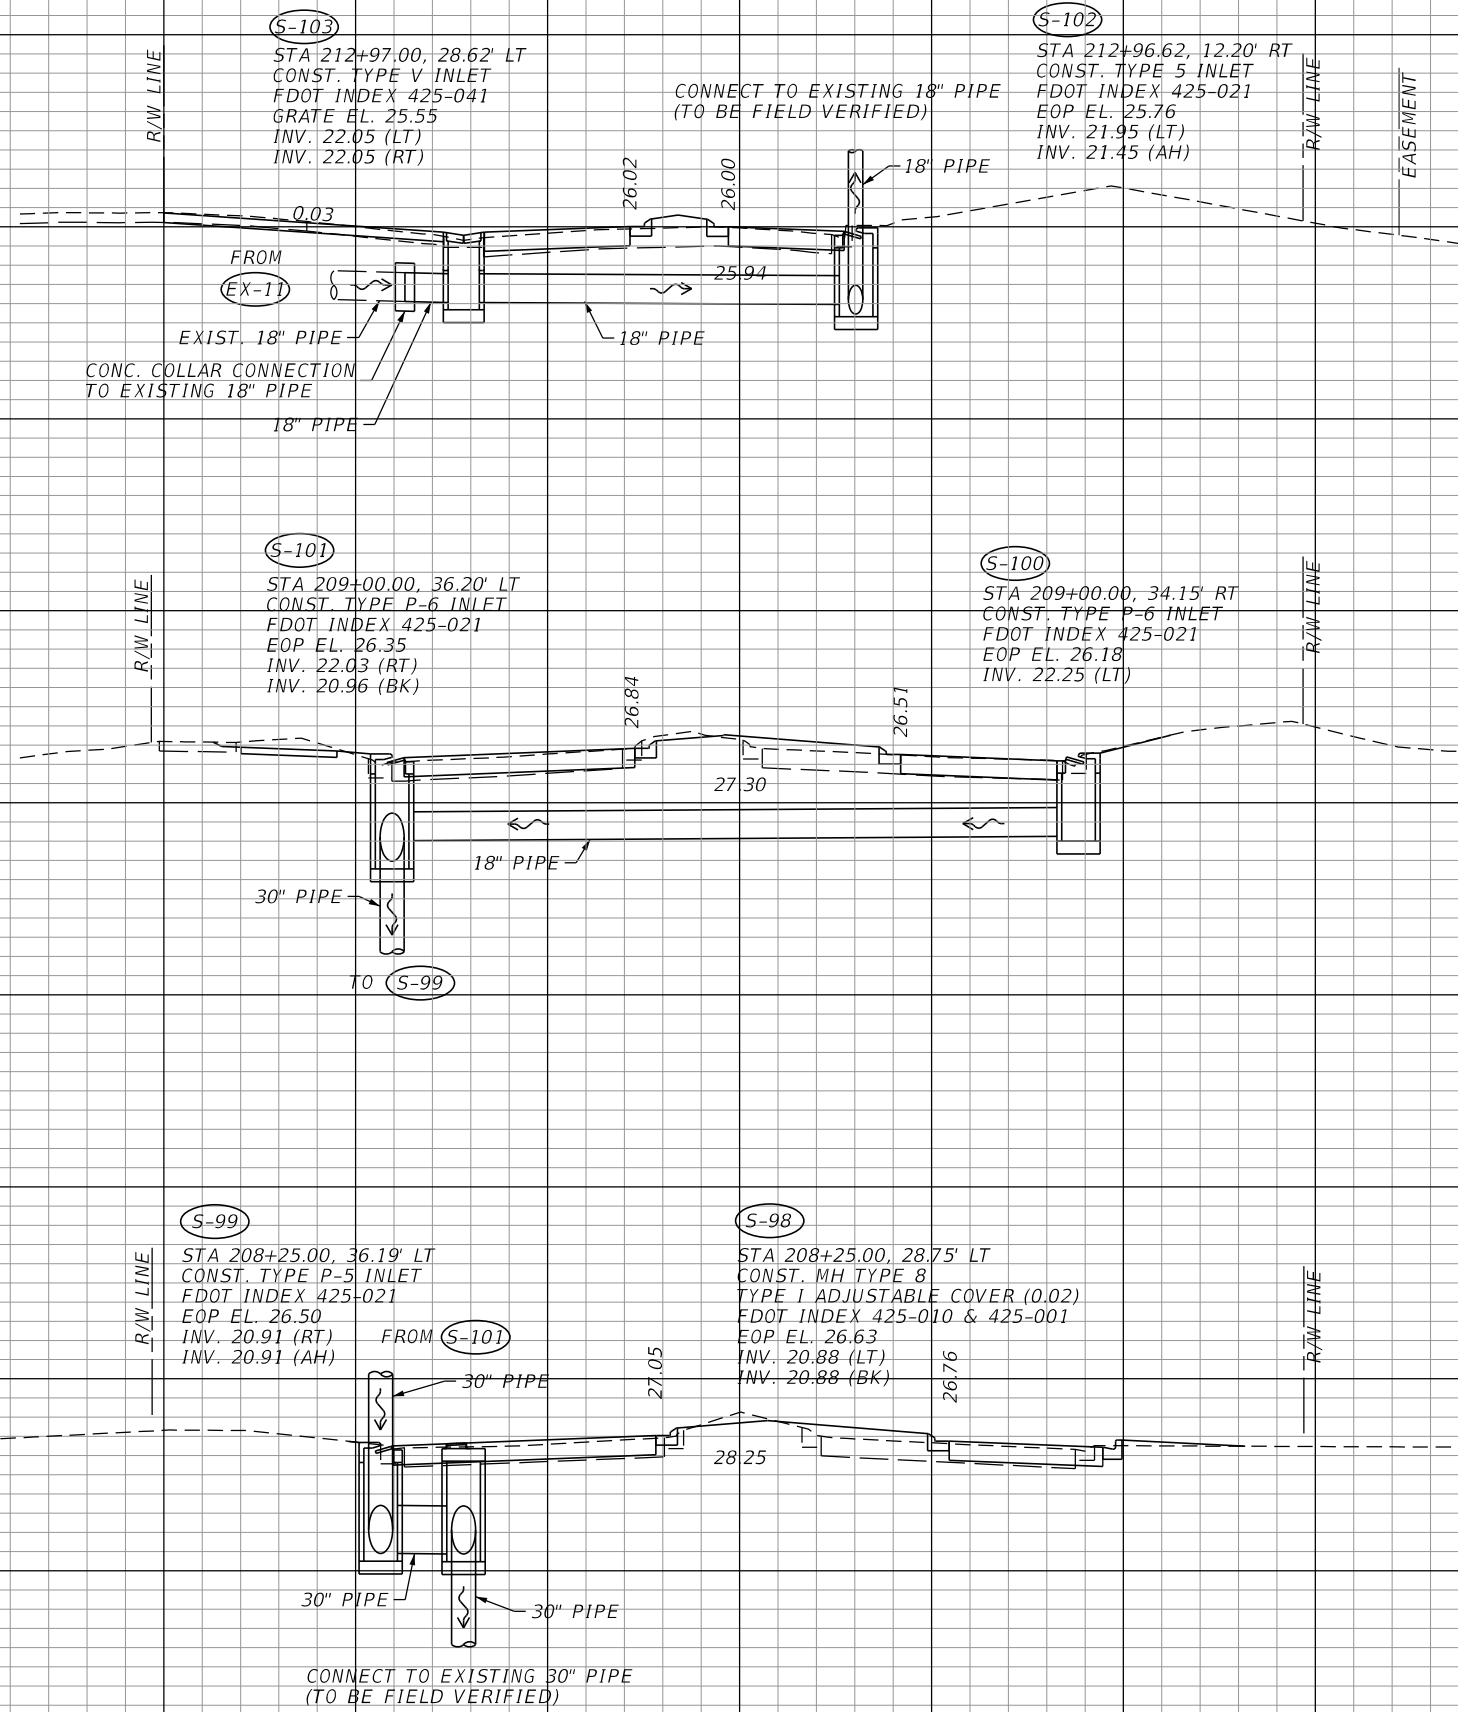 S-103
STA 212+97.00, 28.62' LT
CONST. TYPE V INLET
FDOT INDEX 425-041
GRATE EL. 25.55
INV. 22.05 (LT)
INV. 22.05 (RT)
R/W LINE
CONNECT TO EXISTING 18" PIPE
(TO BE FIELD VERIFIED)
S-102
STA 212+96.62, 12.20' RT
CONST. TYPE 5 INLET
FDOT INDEX 425-021
EOP EL. 25.76
INV. 21.95 (LT)
INV. 21.45 (AH)
R/W LINE
EASEMENT
26.02
26.00
18" PIPE
0.03
FROM
EX-11
25.94
EXIST. 18" PIPE
18" PIPE
CONC. COLLAR CONNECTION
TO EXISTING 18" PIPE
18" PIPE
S-101
STA 209+00.00, 36.20' LT
CONST. TYPE P-6 INLET
FDOT INDEX 425-021
EOP EL. 26.35
INV. 22.03 (RT)
INV. 20.96 (BK)
R/W LINE
S-100
STA 209+00.00, 34.15' RT
CONST. TYPE P-6 INLET
FDOT INDEX 425-021
EOP EL. 26.18
INV. 22.25 (LT)
R/W LINE
26.84
26.51
27.30
18" PIPE
30" PIPE
TO S-99
S-99
STA 208+25.00, 36.19' LT
CONST. TYPE P-5 INLET
FDOT INDEX 425-021
EOP EL. 26.50
INV. 20.91 (RT)
INV. 20.91 (AH)
R/W LINE
FROM S-101
S-98
STA 208+25.00, 28.75' LT
CONST. MH TYPE 8
TYPE I ADJUSTABLE COVER (0.02)
FDOT INDEX 425-010 & 425-001
EOP EL. 26.63
INV. 20.88 (LT)
INV. 20.88 (BK)
R/W LINE
27.05
26.76
30" PIPE
28.25
30" PIPE
30" PIPE
CONNECT TO EXISTING 30" PIPE
(TO BE FIELD VERIFIED)